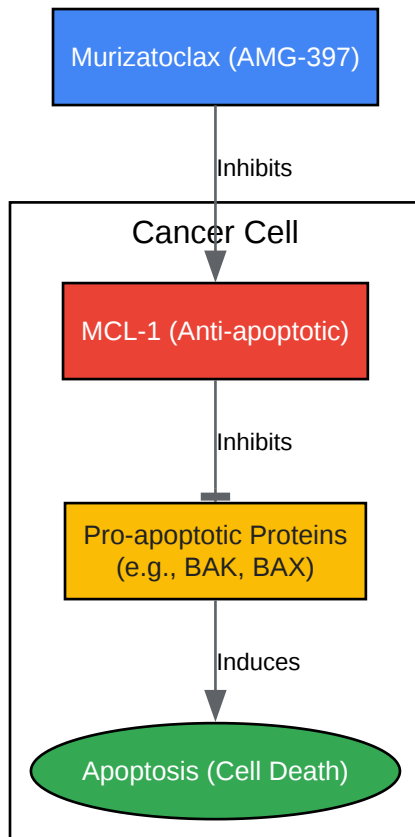 Murizatoclax (AMG-397)
Inhibits
Cancer Cell
MCL-1 (Anti-apoptotic)
Inhibits
Pro-apoptotic Proteins
(e.g., BAK, BAX)
Induces
Apoptosis (Cell Death)